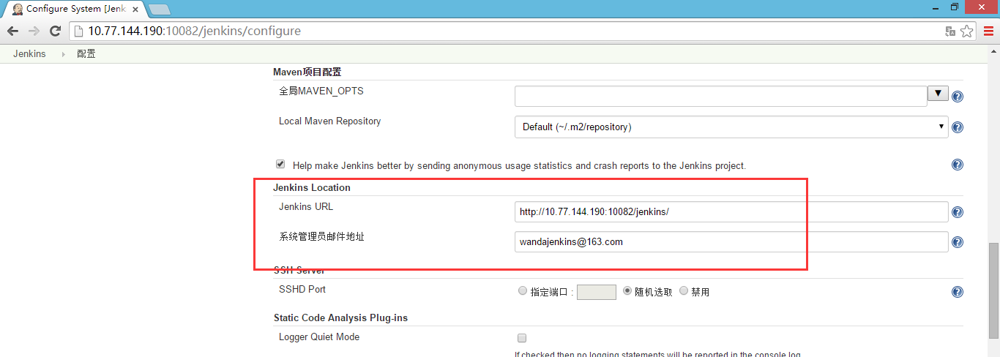 Configure System [Jenk
10.77.144.190:10082/jenkins/configure
Jenkins 配置
Maven项目配置
全局MAVEN_OPTS
Local Maven Repository Default (~/.m2/repository)
Help make Jenkins better by sending anonymous usage statistics and crash reports to the Jenkins project.
Jenkins Location
Jenkins URL http://10.77.144.190:10082/jenkins/
系统管理员邮件地址 wandajenkins@163.com
SSH Server
SSHD Port 指定端口 : 随机选取 禁用
Static Code Analysis Plug-ins
Logger Quiet Mode
If checked then no logging statements will be reported in the console log.